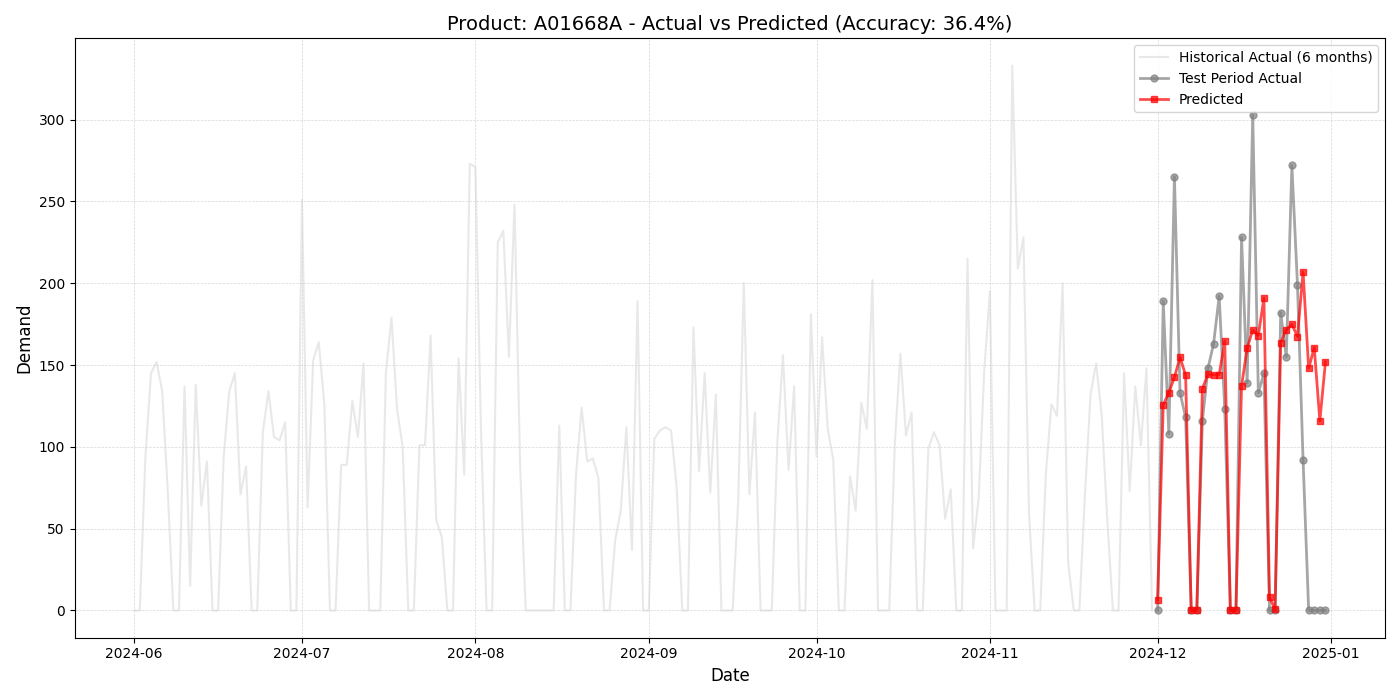 Product: A01668A - Actual vs Predicted (Accuracy: 36.4%)
Historical Actual (6 months)
Test Period Actual
Predicted
300
250
200
150
100
50
0
Demand
2024-06
2024-07
2024-08
2024-09
2024-10
2024-11
2024-12
2025-01
Date